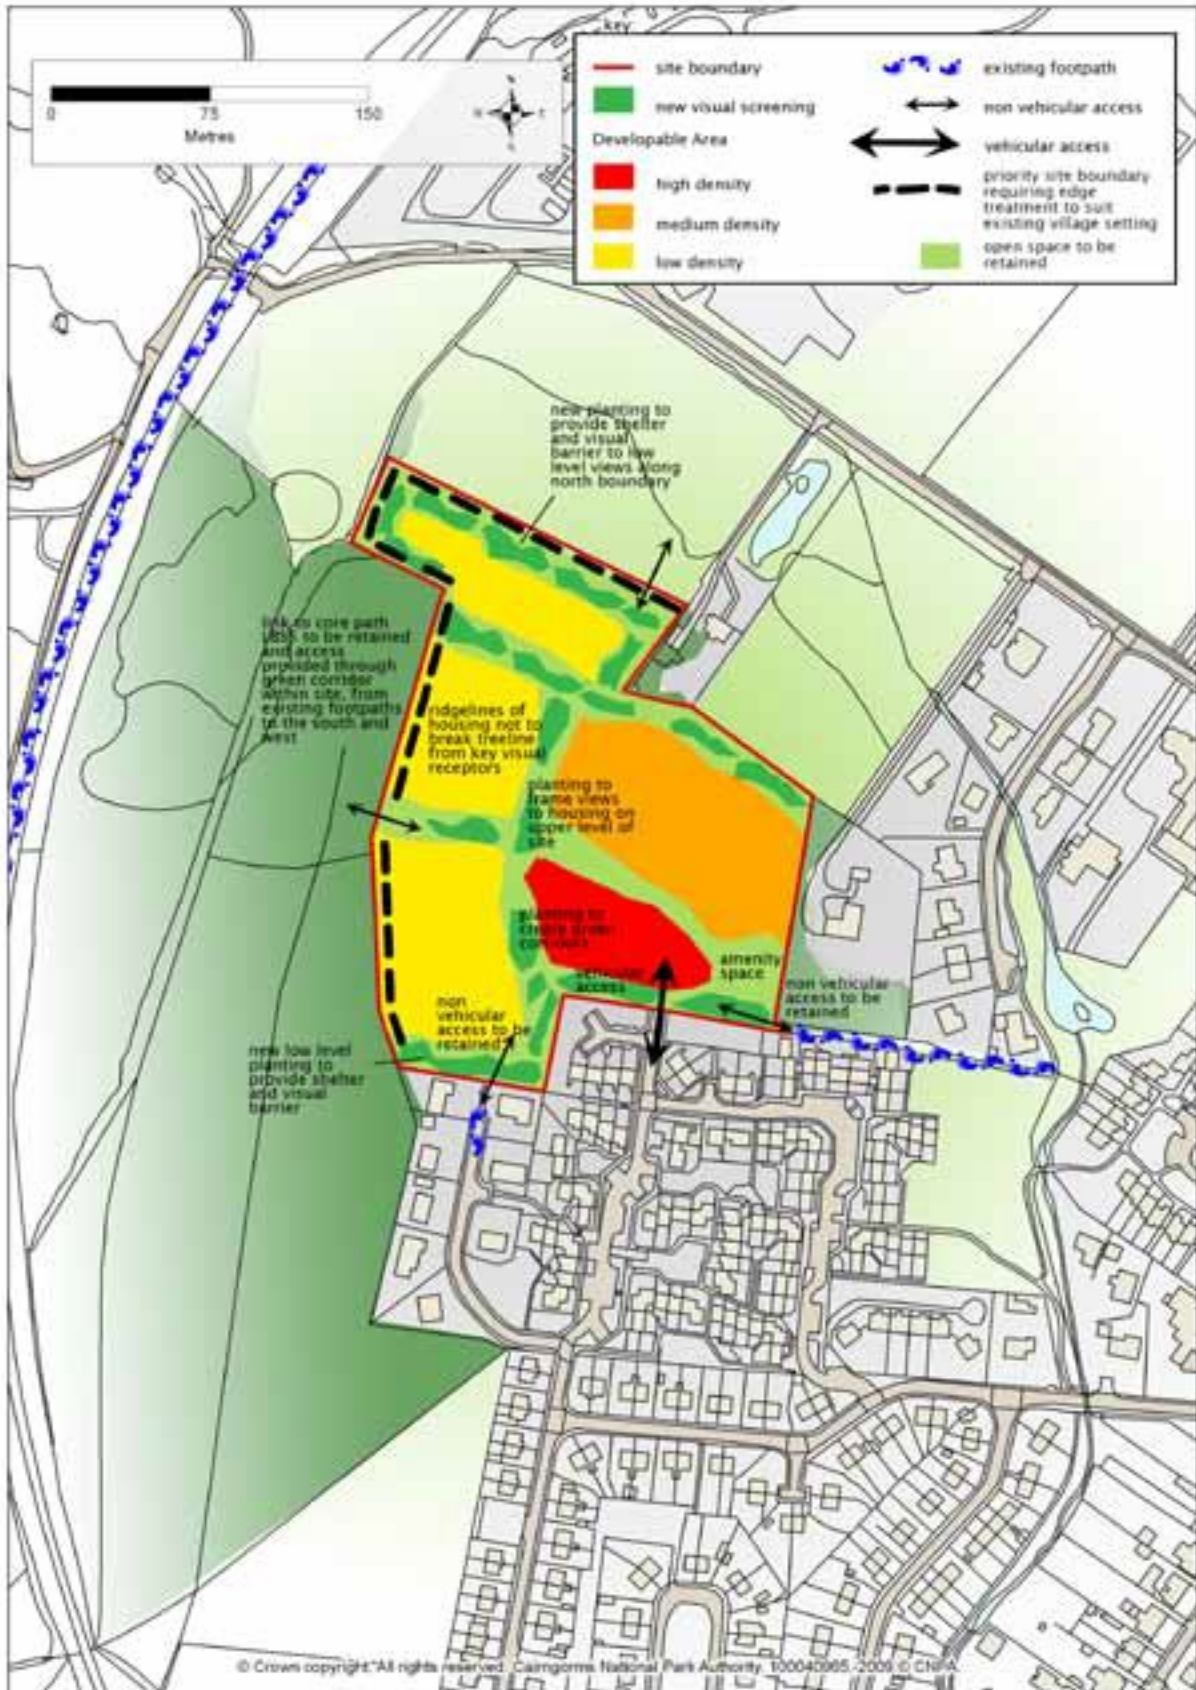 key
0 75 150
Metres
site boundary
new visual screening
Developable Area
high density
medium density
low density
existing footpath
non vehicular access
vehicular access
priority site boundary
requiring edge
treatment to suit
existing village setting
open space to be
retained
new planting to
provide shelter
and visual
barrier to low
level views along
north boundary
link to core path
to be retained
and access
provided through
green corridor
within site, from
existing footpaths
to the south and
west
ridgelines of
housing not to
break treeline
from key visual
receptors
planting to
frame views
to housing on
upper level of
site
planting to
create green
corridors
vehicular
access
amenity
space
non vehicular
access to be
retained
non
vehicular
access to be
retained
new low level
planting to
provide shelter
and visual
barrier
© Crown copyright. All rights reserved. Cairngorms National Park Authority. 100040965. 2009 © CNPA.